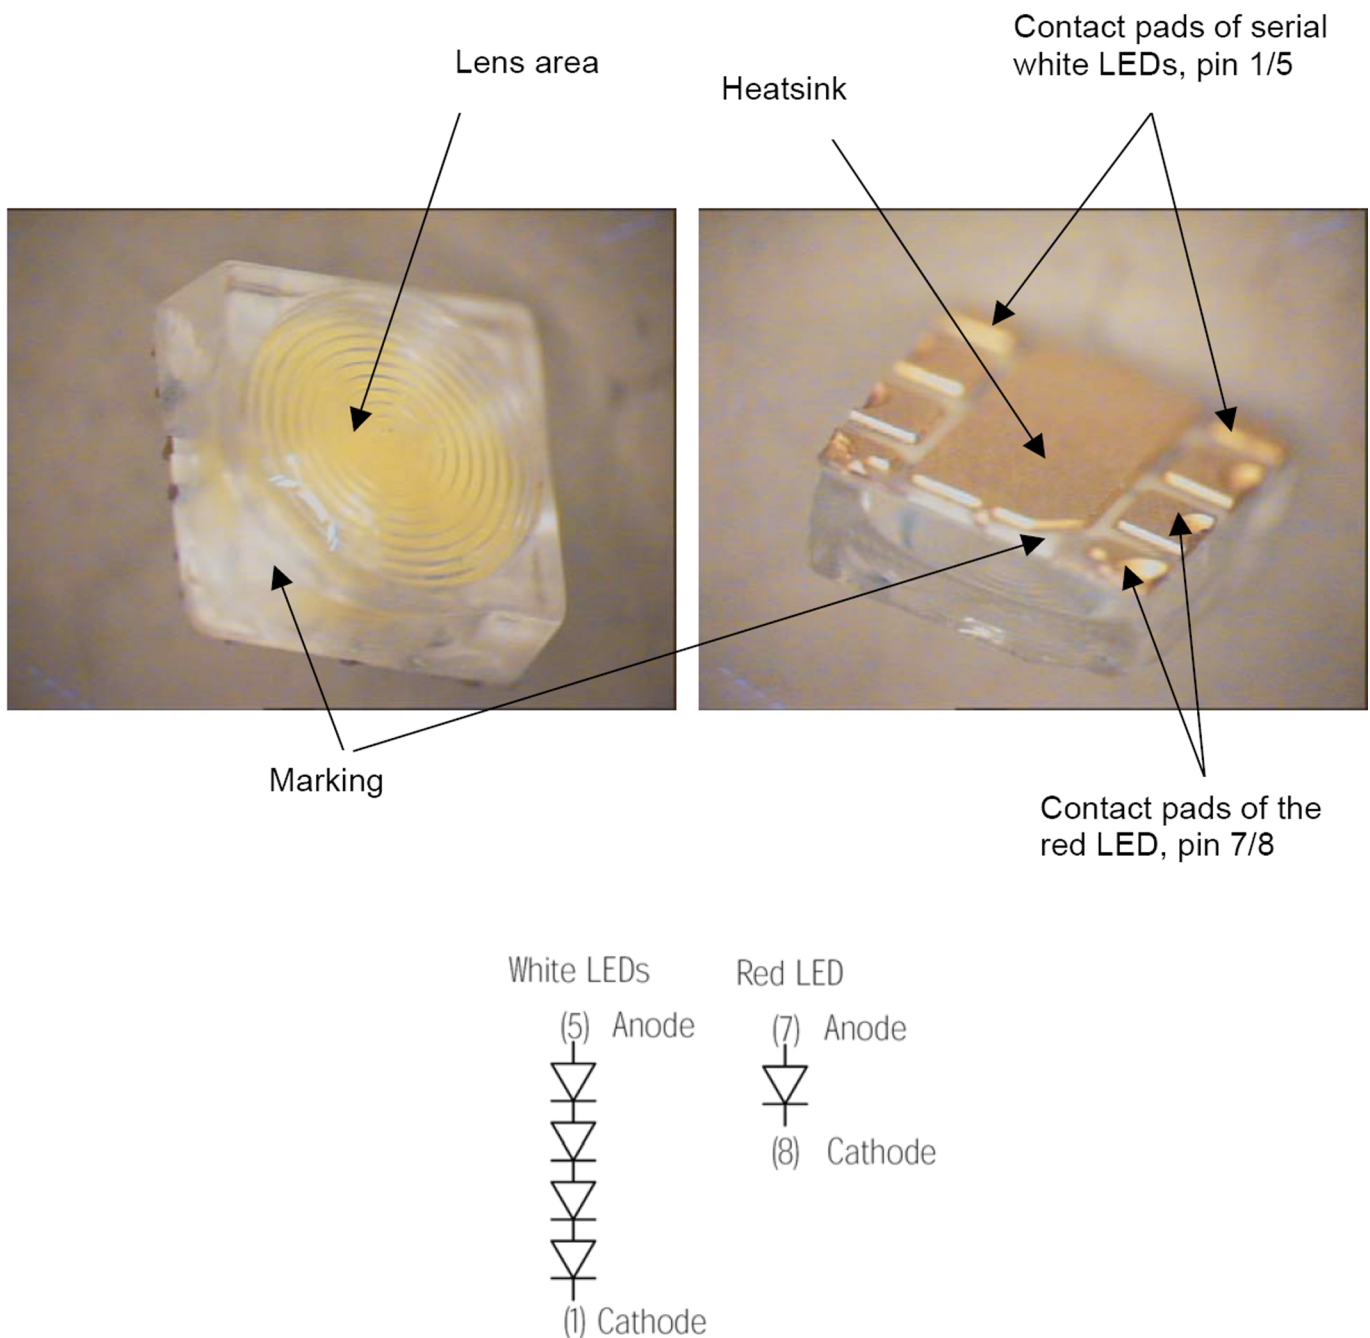 Lens area
Heatsink
Contact pads of serial
white LEDs, pin 1/5
Marking
Contact pads of the
red LED, pin 7/8
White LEDs
Red LED
(5) Anode
(7) Anode
(8) Cathode
(1) Cathode